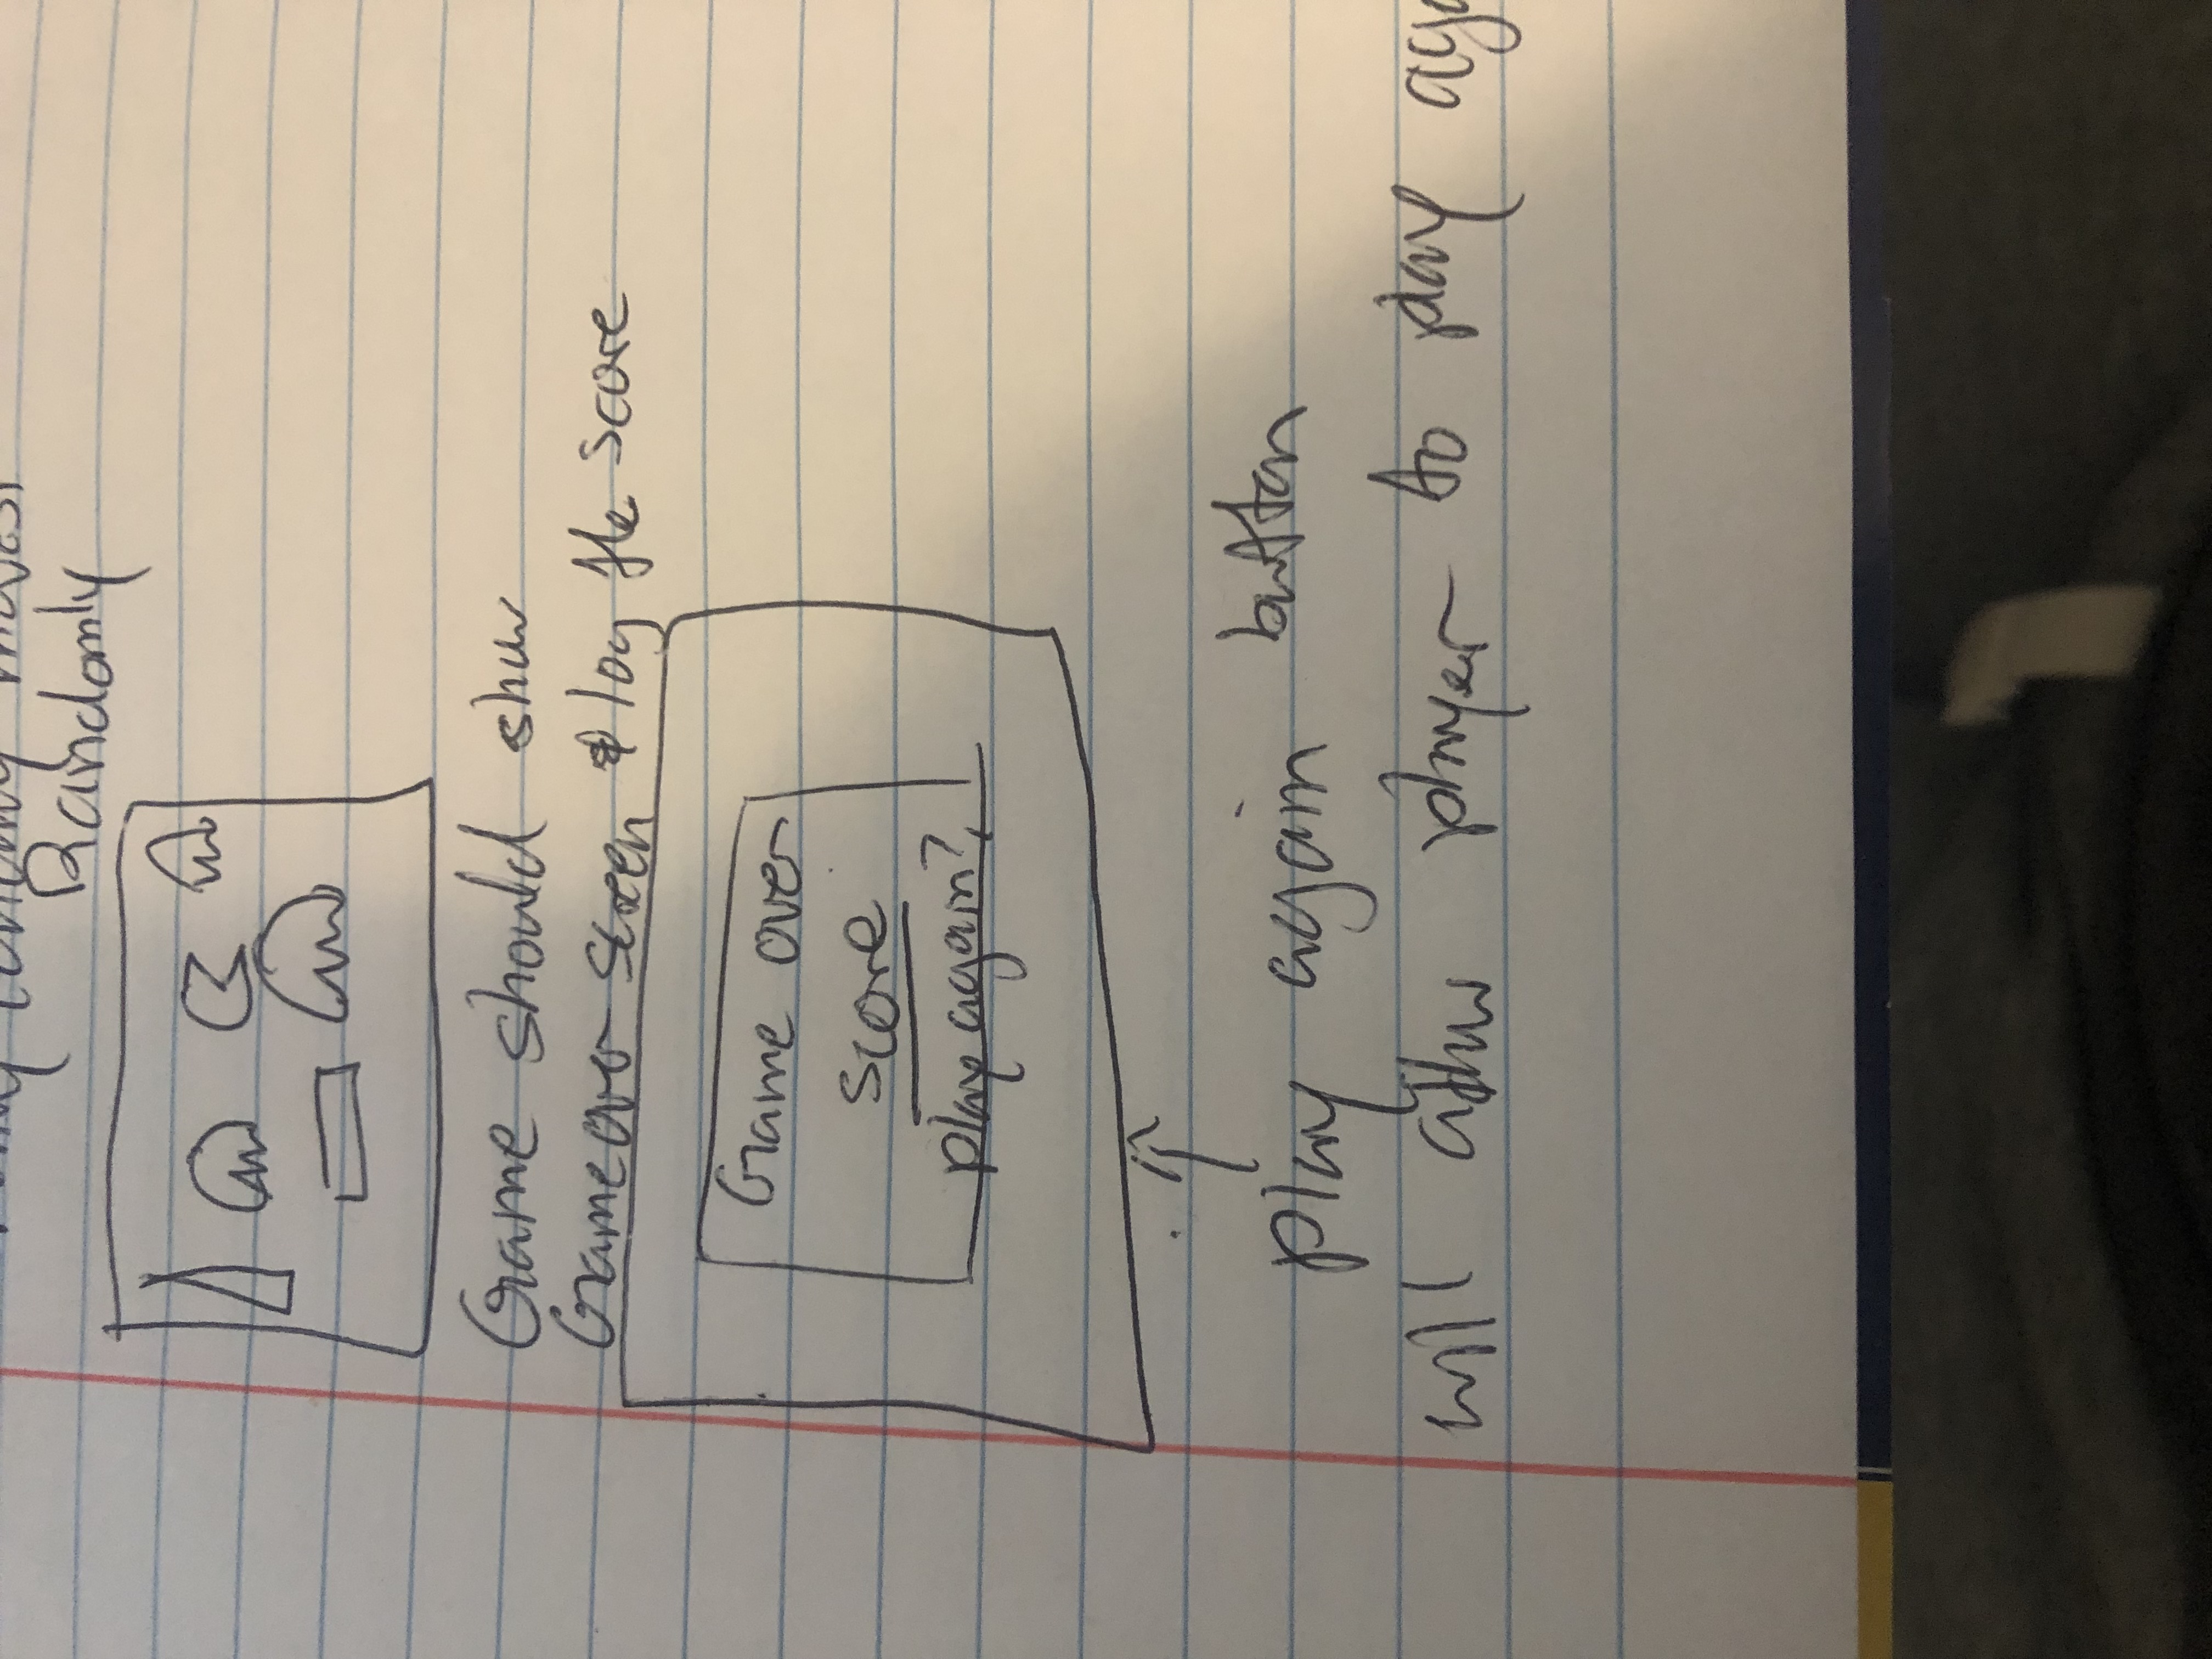 moves.
Randomly
Game should show
Game over screen & log the score
Game over
score
play again?
play again button
will allow player to play aga